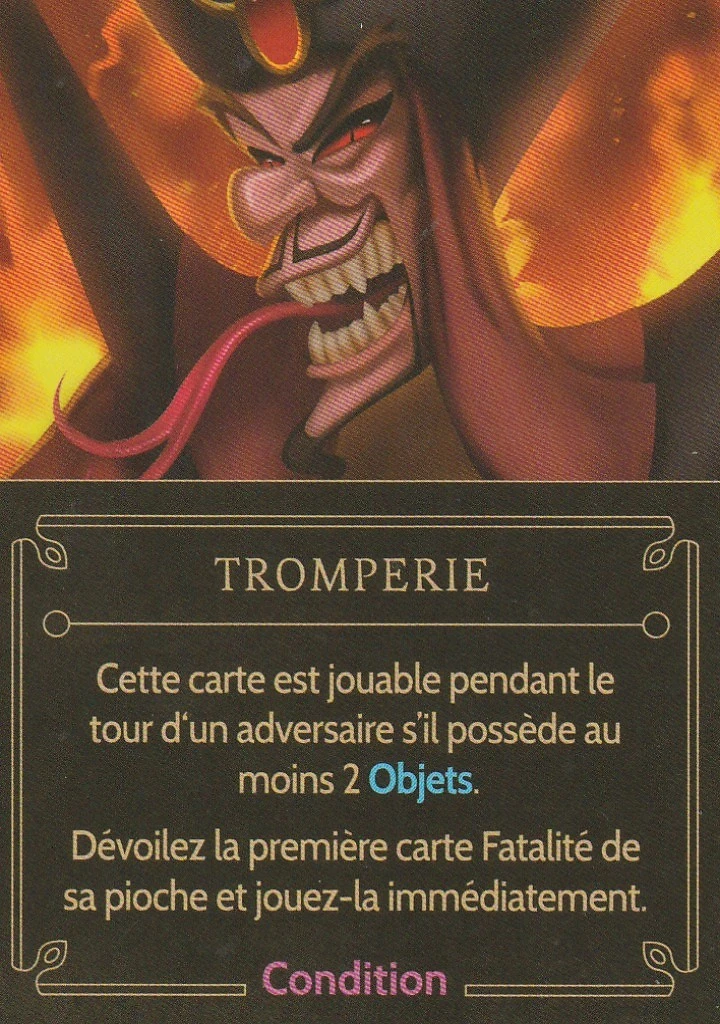 TROMPERIE
Cette carte est jouable pendant le
tour d‘un adversaire s’il possède au
moins 2 Objets.
Dévoilez la première carte Fatalité de
sa pioche et jouez-la immédiatement.
Condition